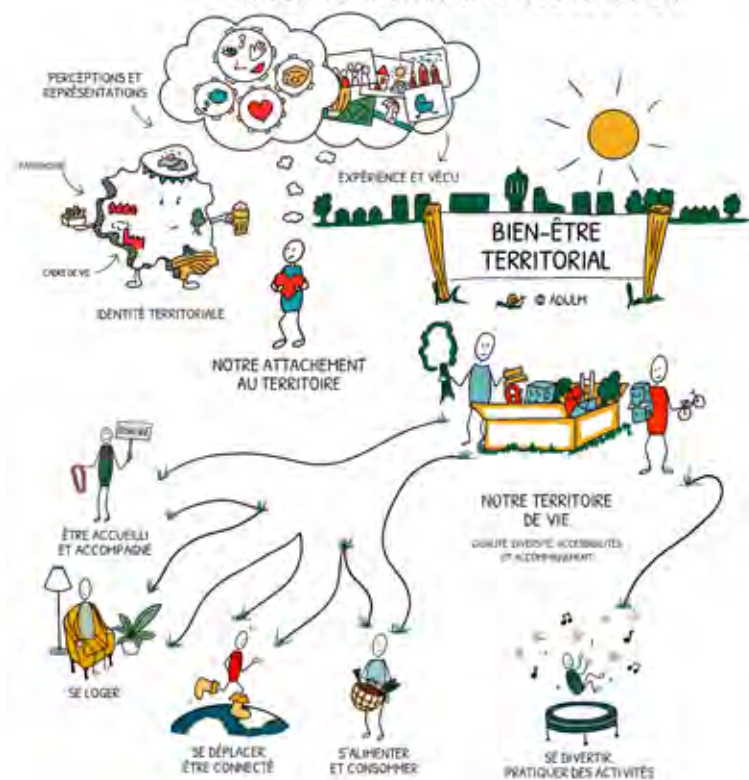 PERCEPTIONS ET
REPRÉSENTATIONS
EXPÉRIENCE ET VÉCU
PATRIMOINE
CADRE DE VIE
IDENTITÉ TERRITORIALE
BIEN-ÊTRE
TERRITORIAL
@ ADULM
NOTRE ATTACHEMENT
AU TERRITOIRE
NOTRE TERRITOIRE
DE VIE
QUALITÉ, DIVERSITÉ, ACCESSIBILITÉS
ET ACCOMPAGNEMENT
ÊTRE ACCUEILLI
ET ACCOMPAGNÉ
SE LOGER
SE DÉPLACER
ÊTRE CONNECTÉ
S'ALIMENTER
ET CONSOMMER
SE DIVERTIR
PRATIQUER DES ACTIVITÉS